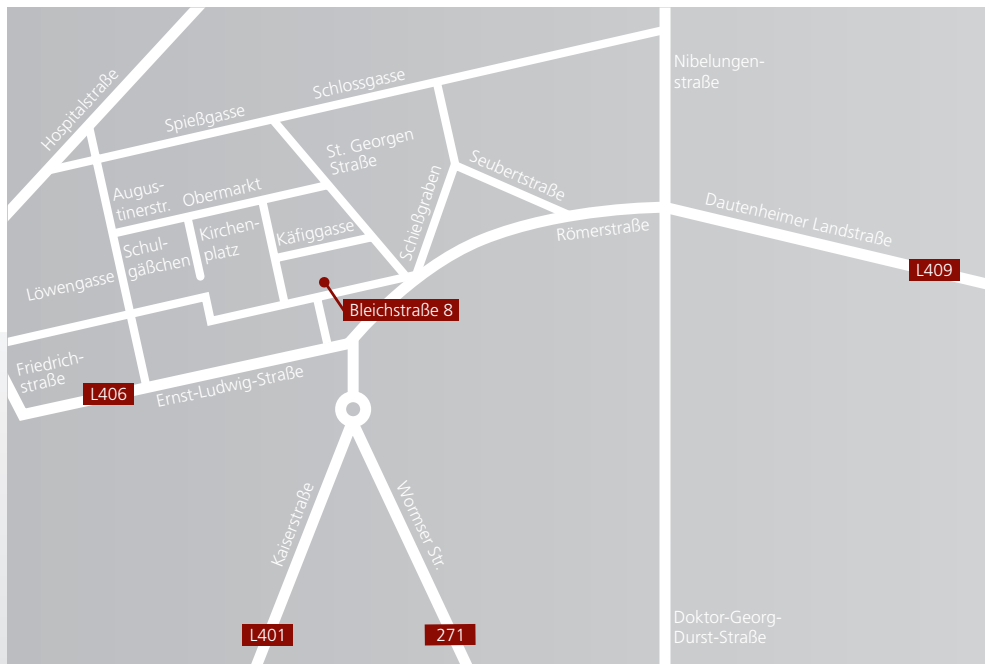 Nibelungen-
straße
Hospitalstraße
Schlossgasse
Spießgasse
St. Georgen
Straße
Seubertstraße
Augus-
tinerstr.
Obermarkt
Schießgraben
Dautenheimer Landstraße
Kirchen-
platz
Käfiggasse
Römerstraße
Schul-
gäßchen
L409
Löwengasse
Bleichstraße 8
Friedrich-
straße
L406
Ernst-Ludwig-Straße
Kaiserstraße
Wormser Str.
Doktor-Georg-
Durst-Straße
L401
271